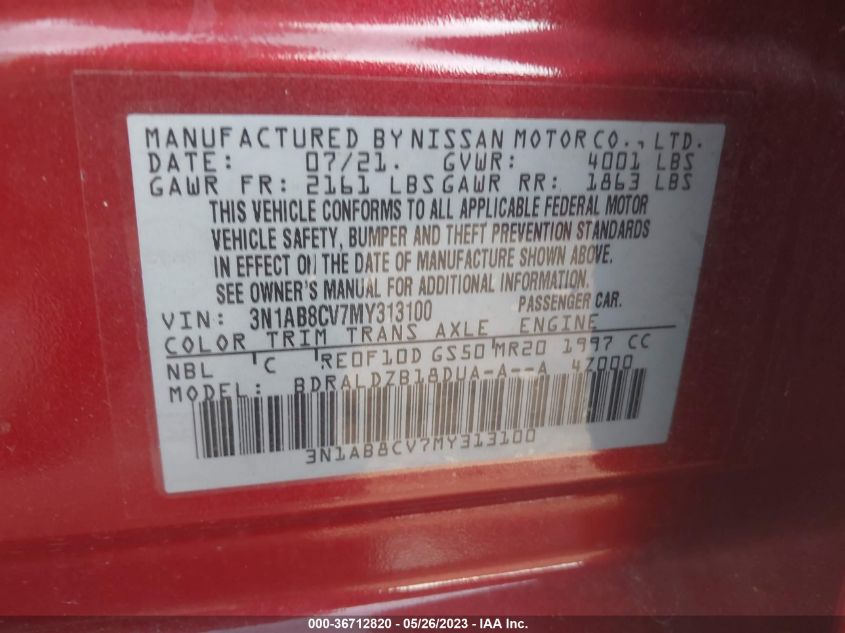 MANUFACTURED BY NISSAN MOTOR CO., LTD.
DATE: 07/21. GVWR: 4001 LBS
GAWR FR: 2161 LBS GAWR RR: 1863 LBS
THIS VEHICLE CONFORMS TO ALL APPLICABLE FEDERAL MOTOR
VEHICLE SAFETY, BUMPER AND THEFT PREVENTION STANDARDS
IN EFFECT ON THE DATE OF MANUFACTURE SHOWN ABOVE.
SEE OWNER'S MANUAL FOR ADDITIONAL INFORMATION.
VIN: 3N1AB8CV7MY313100 PASSENGER CAR.
COLOR TRIM TRANS AXLE ENGINE
NBL C RE0F10D GS50 MR20 1997 CC
MODEL: BDRALDZB18DUA-A--A 4Z000
3N1AB8CV7MY313100
000-36712820 - 05/26/2023 - IAA Inc.